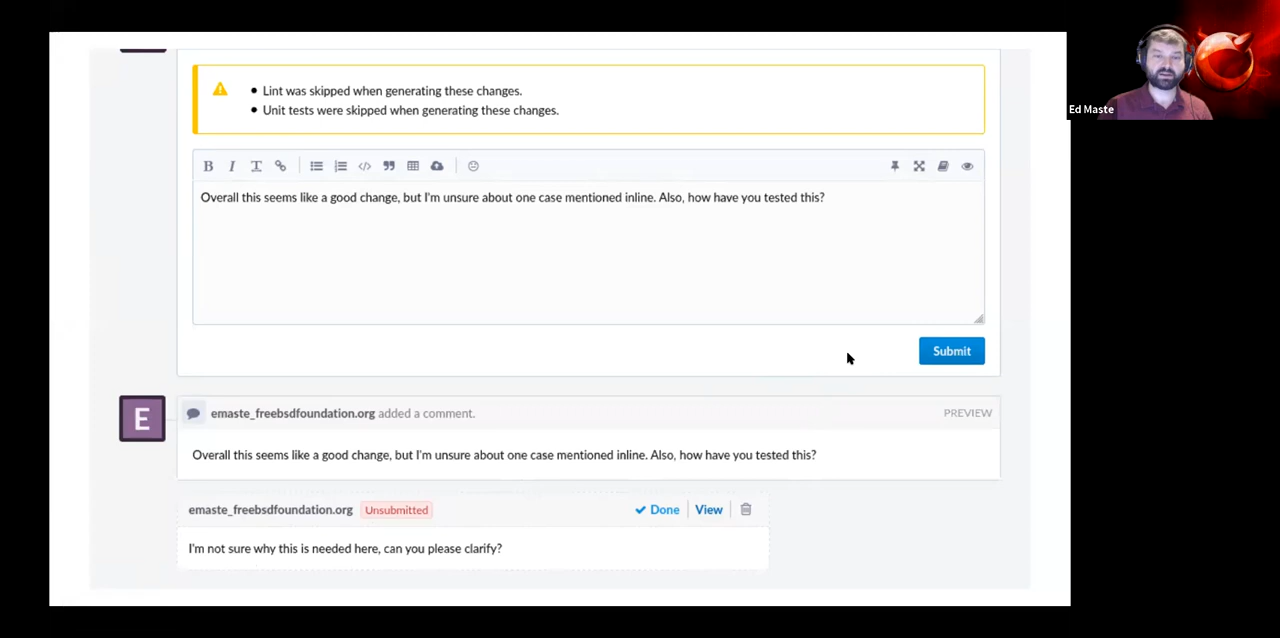 Ed Maste
Lint was skipped when generating these changes.
Unit tests were skipped when generating these changes.
B I T
Overall this seems like a good change, but I'm unsure about one case mentioned inline. Also, how have you tested this?
Submit
E
emaste_freebsdfoundation.org added a comment.
PREVIEW
Overall this seems like a good change, but I'm unsure about one case mentioned inline. Also, how have you tested this?
emaste_freebsdfoundation.org Unsubmitted
Done View
I'm not sure why this is needed here, can you please clarify?